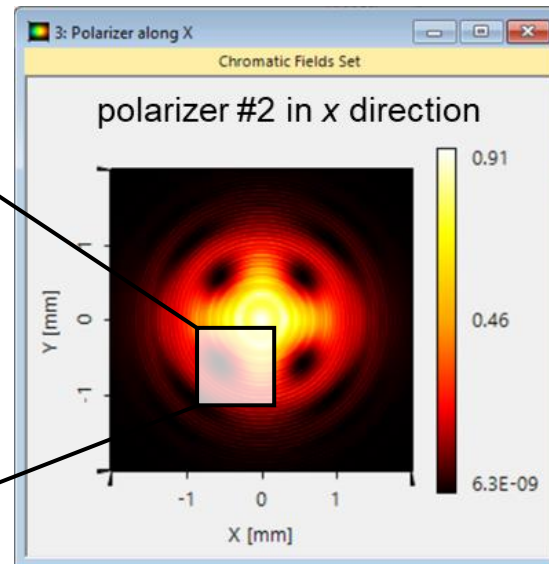 3: Polarizer along X
Chromatic Fields Set
polarizer #2 in x direction
0.91
0.46
6.3E-09
Y [mm]
1
0
-1
-1 0 1
X [mm]